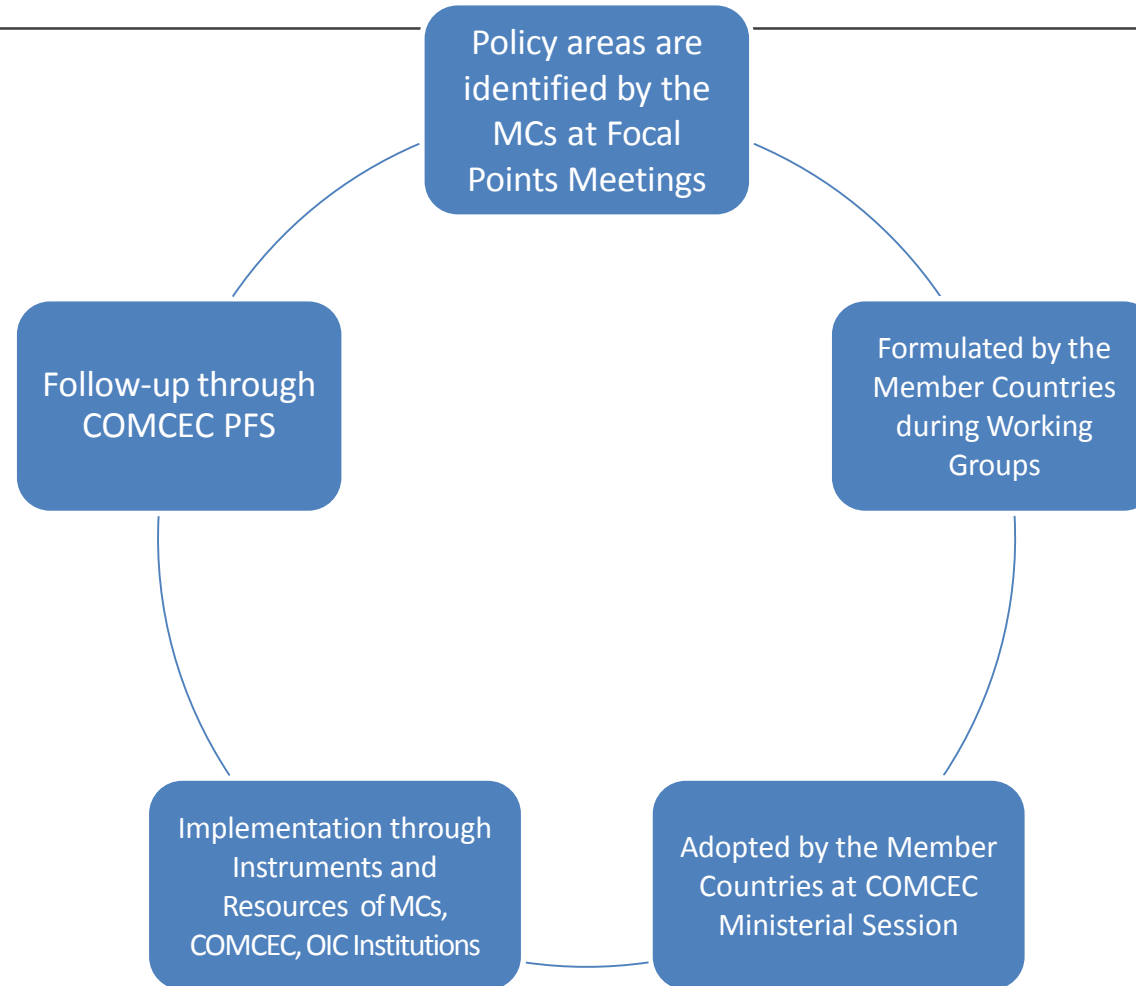 Policy areas are
identified by the
MCs at Focal
Points Meetings
Formulated by the
Member Countries
during Working
Groups
Adopted by the Member
Countries at COMCEC
Ministerial Session
Implementation through
Instruments and
Resources of MCs,
COMCEC, OIC Institutions
Follow-up through
COMCEC PFS